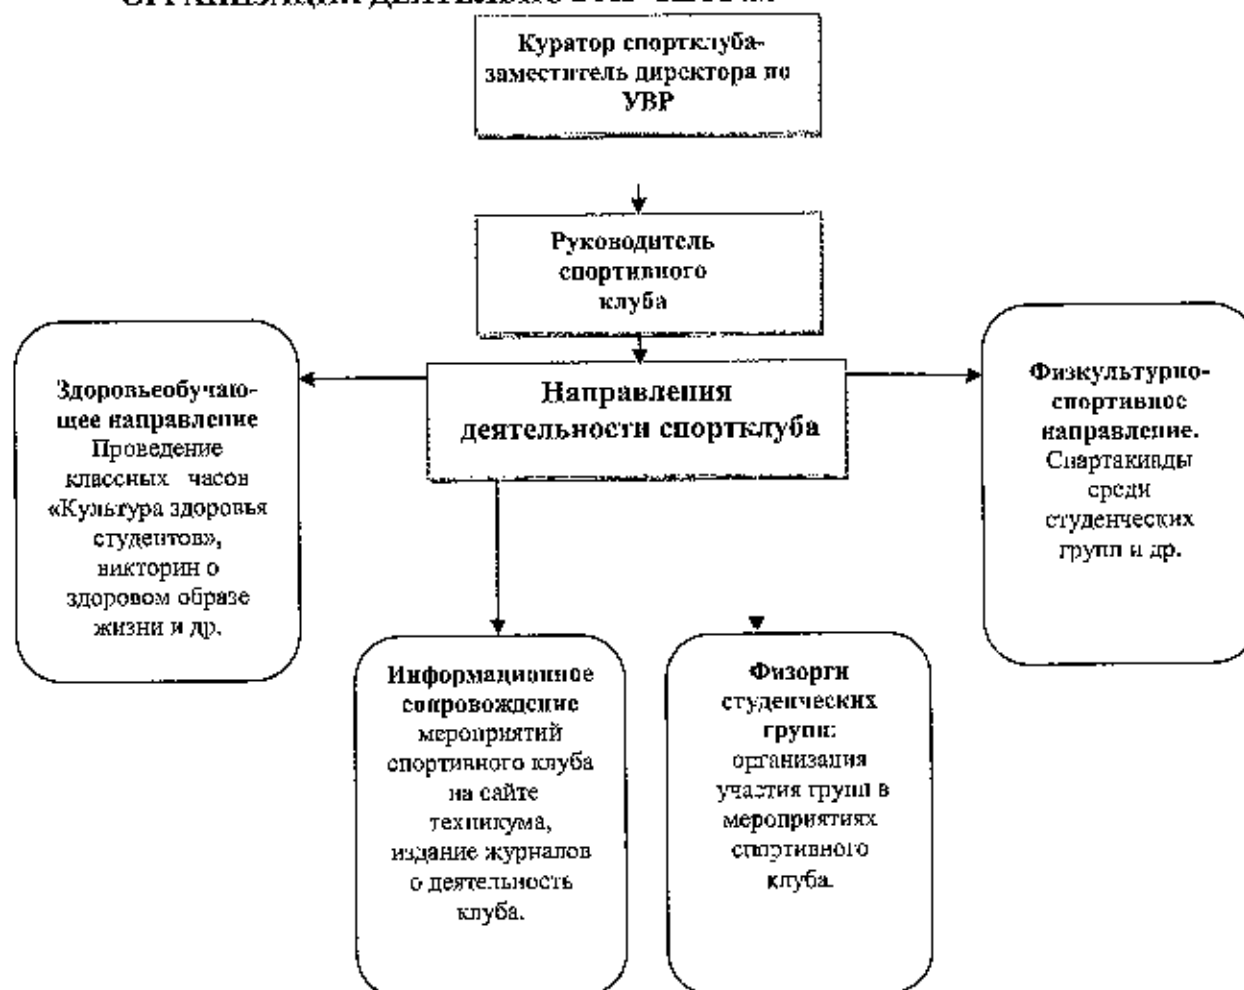 Куратор спортклуба-
заместитель директора по
УВР
Руководитель
спортивного
клуба
Направления
деятельности спортклуба
Здоровьеобучаю-
щее направление
Проведение
классных часов
«Культура здоровья
студентов»,
викторин о
здоровом образе
жизни и др.
Физкультурно-
спортивное
направление.
Спартакиады
среди
студенческих
групп и др.
Информационное
сопровождение
мероприятий
спортивного клуба
на сайте
техникума,
издание журналов
о деятельность
клуба.
Физорги
студенческих
групп:
организация
участия групп в
мероприятиях
спортивного
клуба.